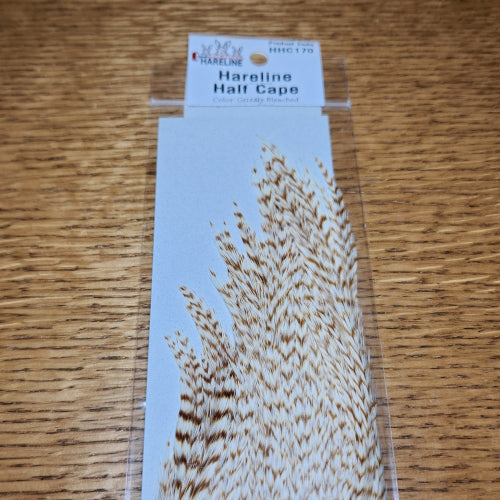 Product Code
HHC170
HARELINE
Hareline
Half Cape
Color: Grizzly Bleached